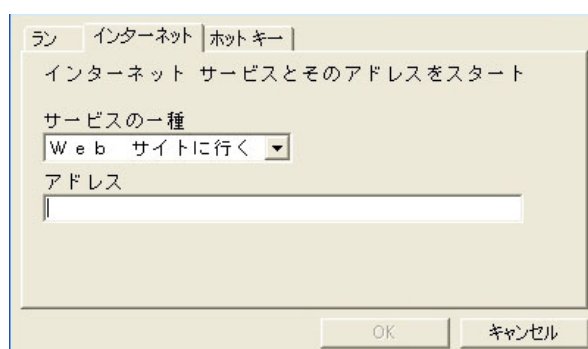 ラン インターネット ホット キー
インターネット サービスとそのアドレスをスタート
サービスの一種
Ｗｅｂ サイトに行く
アドレス
OK キャンセル